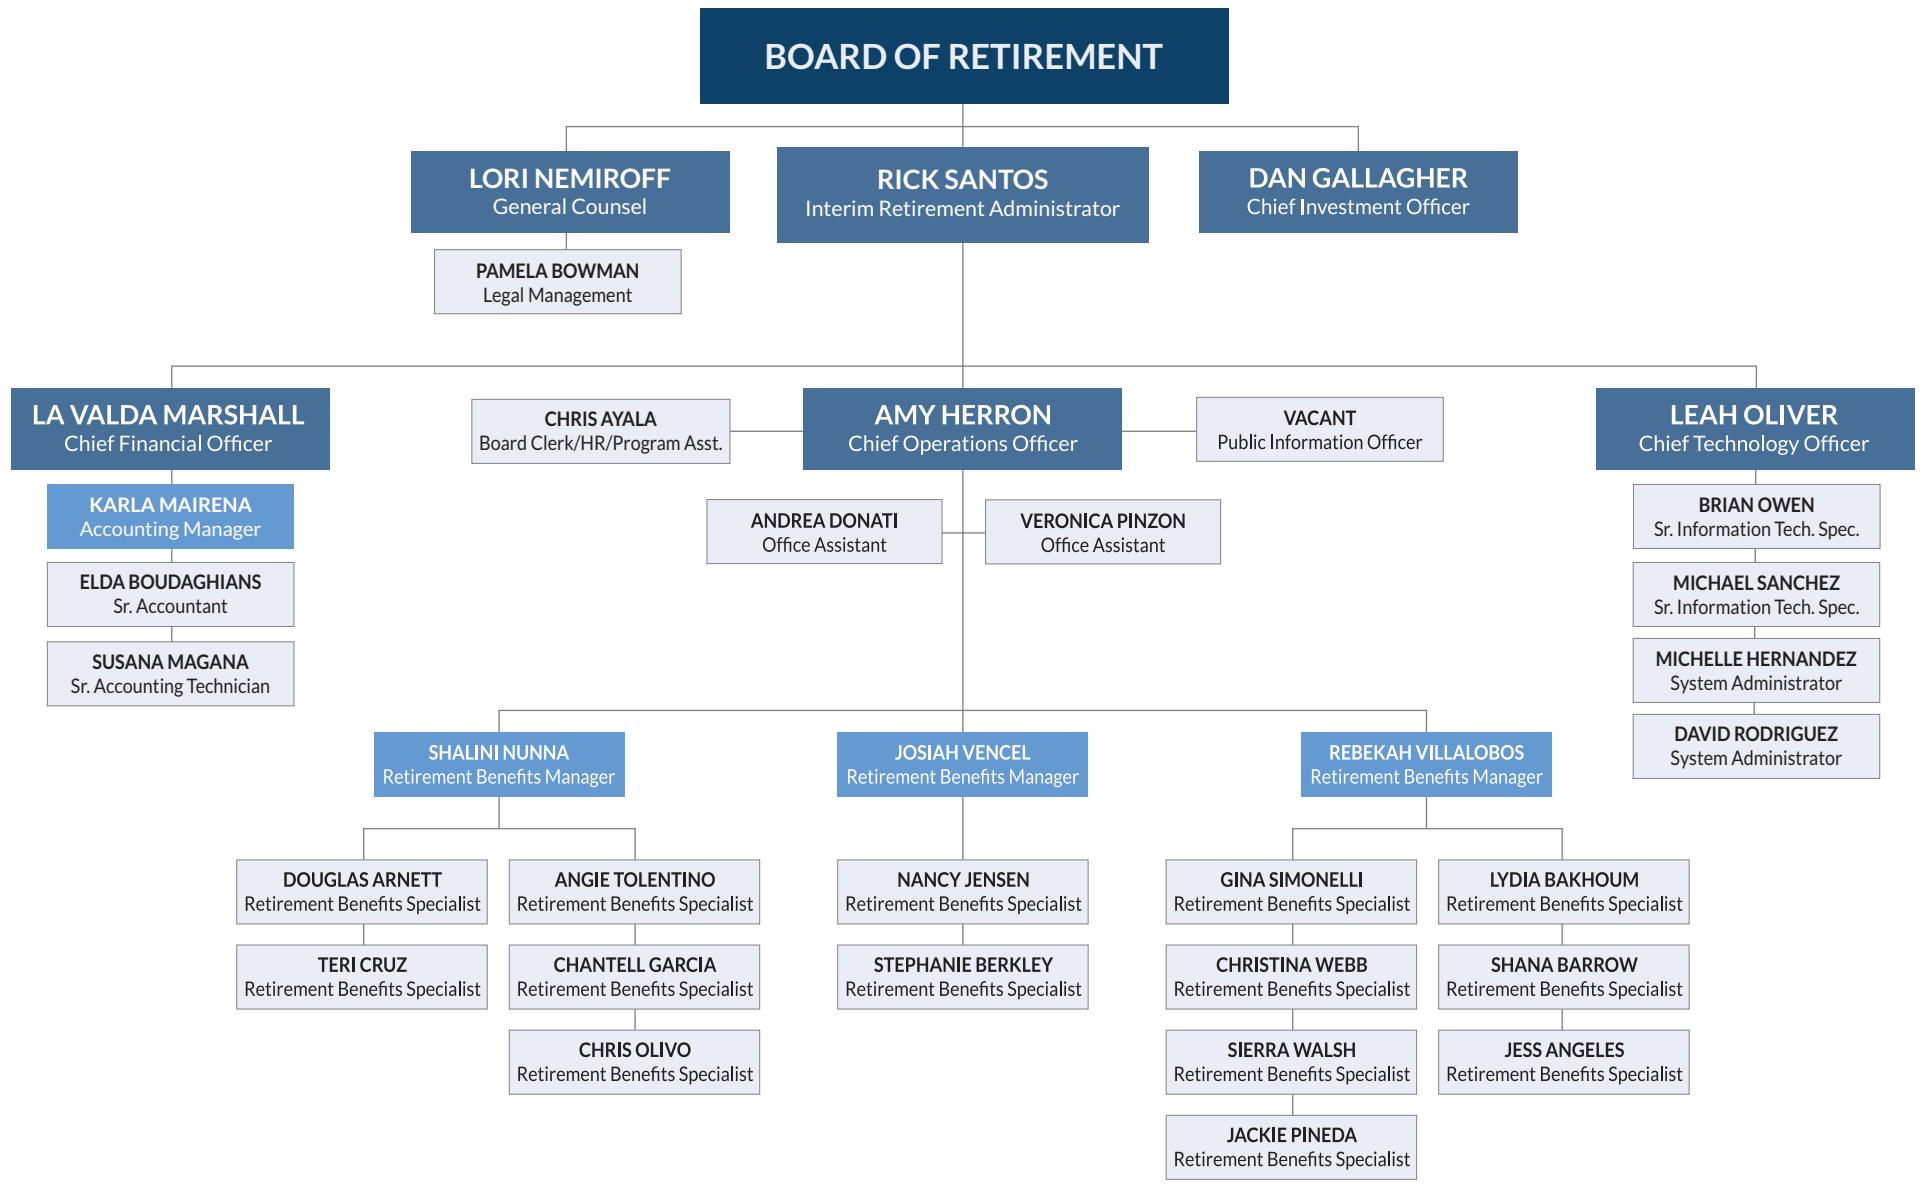 BOARD OF RETIREMENT
LORI NEMIROFF
General Counsel
RICK SANTOS
Interim Retirement Administrator
DAN GALLAGHER
Chief Investment Officer
PAMELA BOWMAN
Legal Management
LA VALDA MARSHALL
Chief Financial Officer
CHRIS AYALA
Board Clerk/HR/Program Asst.
AMY HERRON
Chief Operations Officer
VACANT
Public Information Officer
LEAH OLIVER
Chief Technology Officer
KARLA MAIRENA
Accounting Manager
ELDA BOUDAGHIANS
Sr. Accountant
SUSANA MAGANA
Sr. Accounting Technician
ANDREA DONATI
Office Assistant
VERONICA PINZON
Office Assistant
BRIAN OWEN
Sr. Information Tech. Spec.
MICHAEL SANCHEZ
Sr. Information Tech. Spec.
MICHELLE HERNANDEZ
System Administrator
DAVID RODRIGUEZ
System Administrator
SHALINI NUNNA
Retirement Benefits Manager
JOSIAH VENCEL
Retirement Benefits Manager
REBEKAH VILLALOBOS
Retirement Benefits Manager
DOUGLAS ARNETT
Retirement Benefits Specialist
TERI CRUZ
Retirement Benefits Specialist
ANGIE TOLENTINO
Retirement Benefits Specialist
CHANTELL GARCIA
Retirement Benefits Specialist
CHRIS OLIVO
Retirement Benefits Specialist
NANCY JENSEN
Retirement Benefits Specialist
STEPHANIE BERKLEY
Retirement Benefits Specialist
GINA SIMONELLI
Retirement Benefits Specialist
CHRISTINA WEBB
Retirement Benefits Specialist
SIERRA WALSH
Retirement Benefits Specialist
JACKIE PINEDA
Retirement Benefits Specialist
LYDIA BAKHOUM
Retirement Benefits Specialist
SHANA BARROW
Retirement Benefits Specialist
JESS ANGELES
Retirement Benefits Specialist